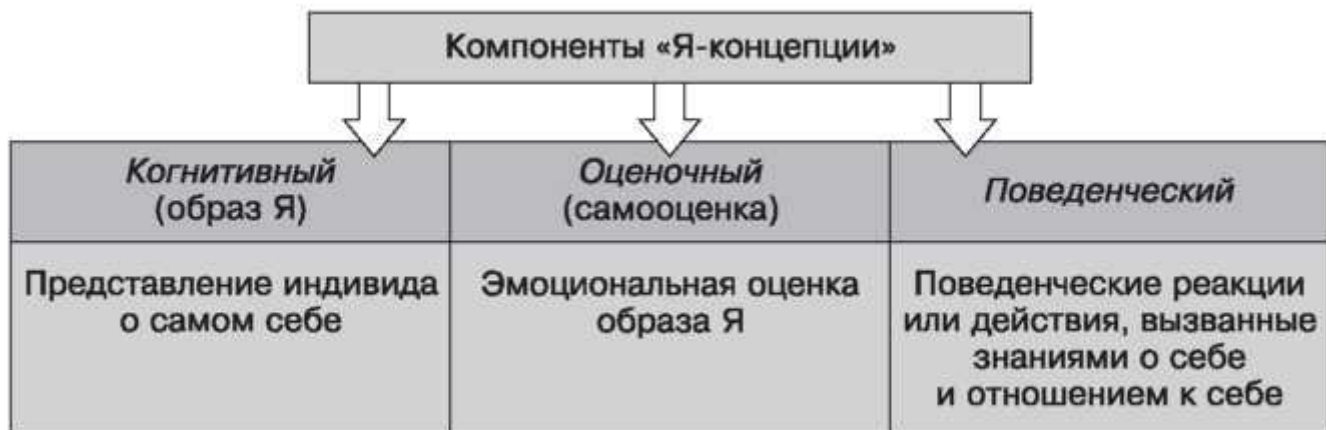 Компоненты «Я-концепции»
Когнитивный
(образ Я)
Оценочный
(самооценка)
Поведенческий
Представление индивида
о самом себе
Эмоциональная оценка
образа Я
Поведенческие реакции
или действия, вызванные
знаниями о себе
и отношением к себе